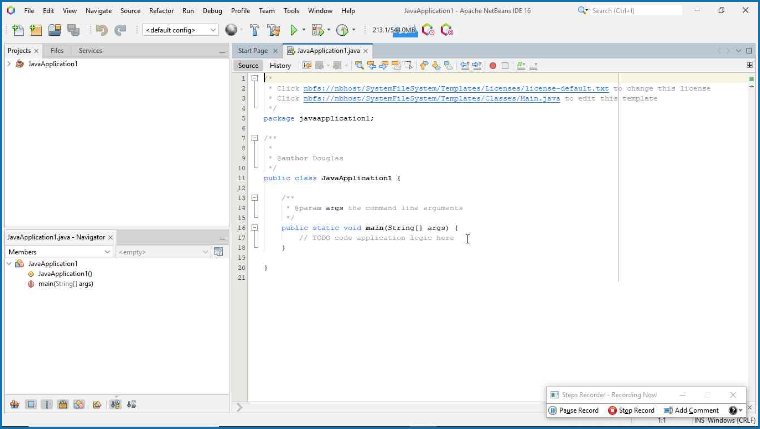 File Edit View Navigate Source Refactor Run Debug Profile Team Tools Window Help
JavaApplication1 - Apache NetBeans IDE 16
Search (Ctrl+I)
<default config>
Projects
Files
Services
JavaApplication1
Start Page
JavaApplication1.java
Source History
1 /*
2 * Click nbfs://nbhost/SystemFileSystem/Templates/Licenses/license-default.txt to change this license
3 * Click nbfs://nbhost/SystemFileSystem/Templates/Classes/Main.java to edit this template
4 */
5 package javaapplication1;
6
7 /**
8 *
9 * @author Douglas
10 */
11 public class JavaApplication1 {
12
13 /**
14 * @param args the command line arguments
15 */
16 public static void main(String[] args) {
17 // TODO code application logic here
18 }
19
20 }
21
JavaApplication1.java - Navigator
Members
<empty>
JavaApplication1
JavaApplication1()
main(String[] args)
Steps Recorder - Recording Now
Pause Record
Stop Record
Add Comment
1:1
INS
Windows (CRLF)